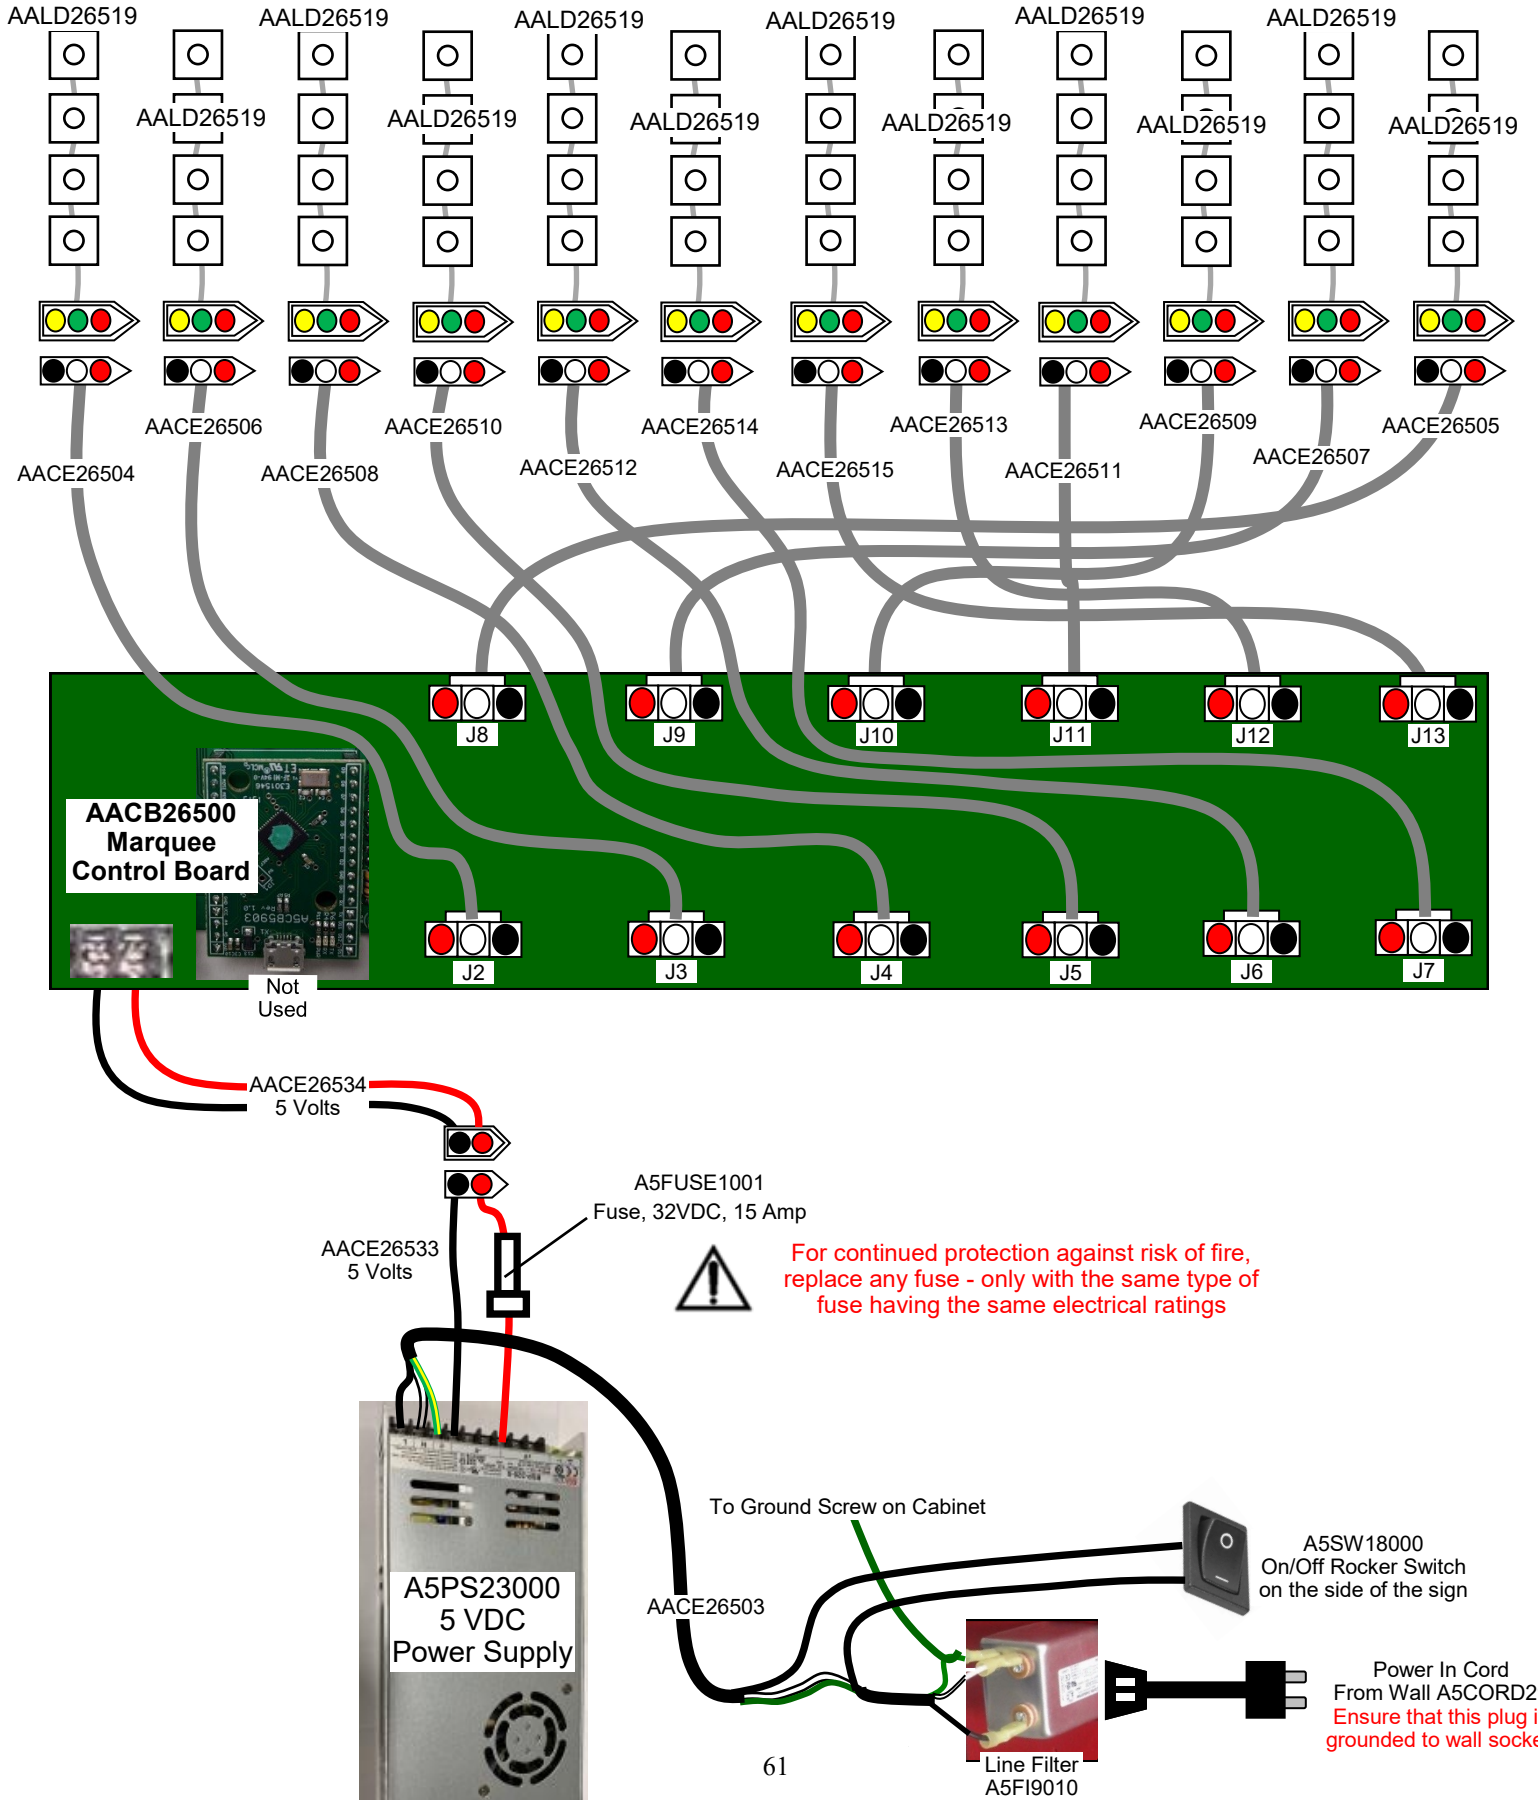 AALD26519
AALD26519
AALD26519
AALD26519
AALD26519
AALD26519
AALD26519
AALD26519
AALD26519
AALD26519
AALD26519
AALD26519
AACE26506
AACE26510
AACE26514
AACE26513
AACE26509
AACE26505
AACE26504
AACE26508
AACE26512
AACE26515
AACE26511
AACE26507
J8
J9
J10
J11
J12
J13
AACB26500
Marquee
Control Board
E301546
A5CB5903
Rev 1.0
J2
J3
J4
J5
J6
J7
Not
Used
AACE26534
5 Volts
A5FUSE1001
Fuse, 32VDC, 15 Amp
AACE26533
5 Volts
For continued protection against risk of fire,
replace any fuse - only with the same type of
fuse having the same electrical ratings
To Ground Screw on Cabinet
A5SW18000
On/Off Rocker Switch
on the side of the sign
A5PS23000
5 VDC
Power Supply
AACE26503
Power In Cord
From Wall A5CORD2
Ensure that this plug i
grounded to wall socke
Line Filter
A5FI9010
61